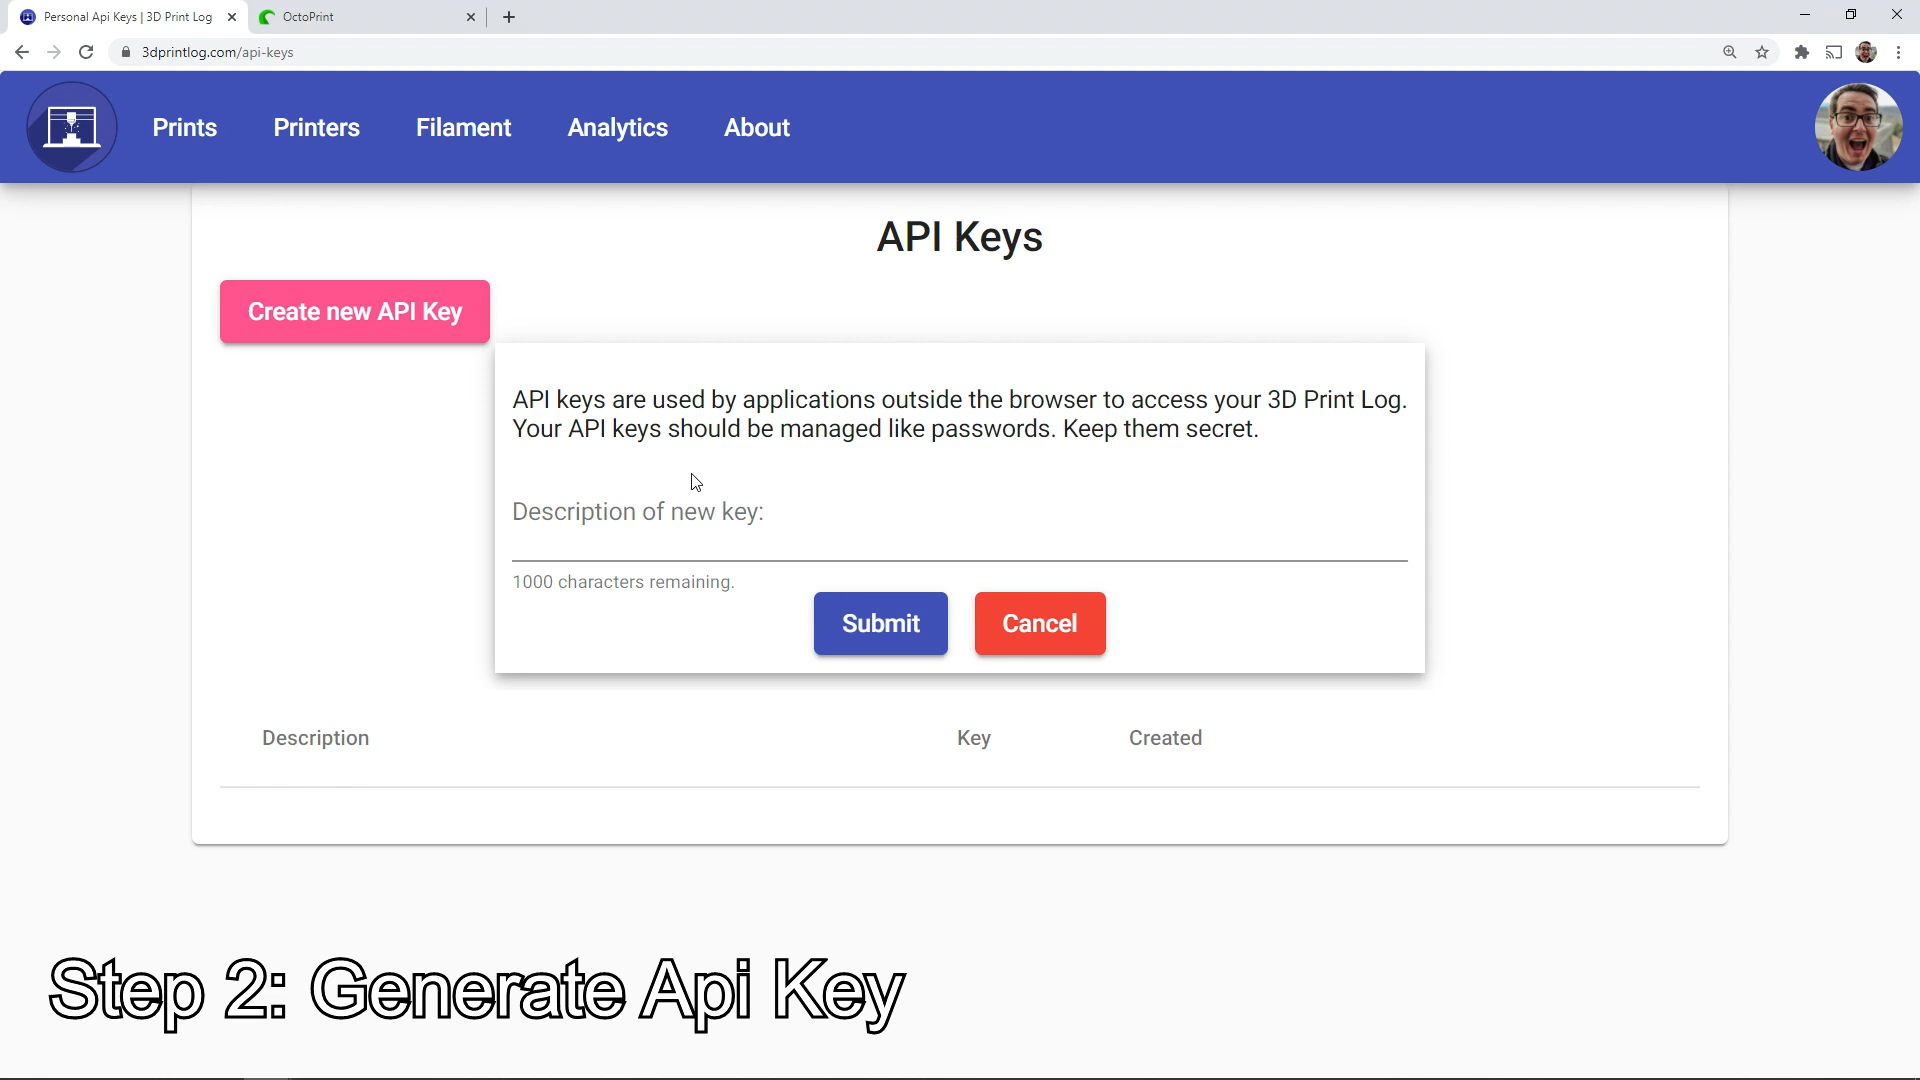 Personal Api Keys | 3D Print Log
OctoPrint
3dprintlog.com/api-keys
Prints Printers Filament Analytics About
API Keys
Create new API Key
API keys are used by applications outside the browser to access your 3D Print Log.
Your API keys should be managed like passwords. Keep them secret.
Description of new key:
1000 characters remaining.
Submit Cancel
Description Key Created
Step 2: Generate Api Key